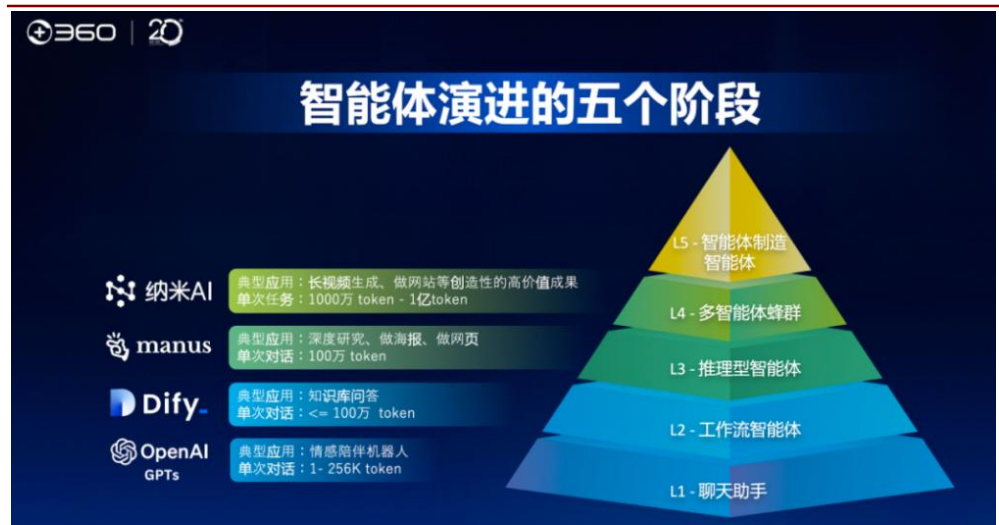 360 | 20
智能体演进的五个阶段
L5 - 智能体制造
智能体
纳米AI
典型应用：长视频生成、做网站等创造性的高价值成果
单次任务：1000万 token - 1亿token
L4 - 多智能体蜂群
manus
典型应用：深度研究、做海报、做网页
单次对话：100万 token
L3 - 推理型智能体
Dify_
典型应用：知识库问答
单次对话：<= 100万 token
L2 - 工作流智能体
OpenAI
GPTs
典型应用：情感陪伴机器人
单次对话：1- 256K token
L1 - 聊天助手